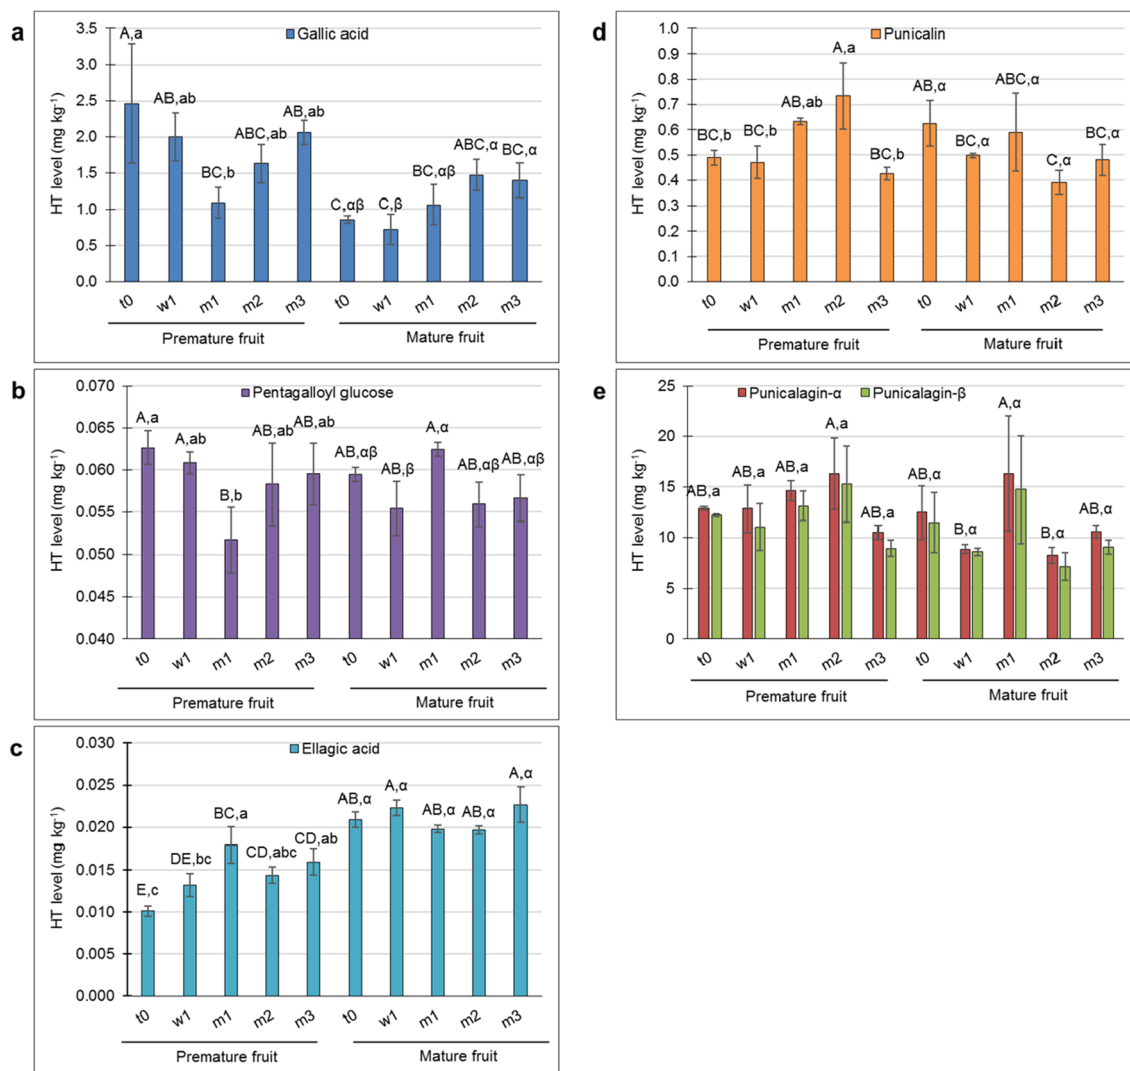 a
Gallic acid
HT level (mg kg⁻¹)
3.5
3.0
2.5
2.0
1.5
1.0
0.5
0.0
A,a
AB,ab
BC,b
ABC,ab
AB,ab
C,αβ
C,β
BC,αβ
ABC,α
BC,α
t0 w1 m1 m2 m3 t0 w1 m1 m2 m3
Premature fruit Mature fruit
b
Pentagalloyl glucose
HT level (mg kg⁻¹)
0.070
0.065
0.060
0.055
0.050
0.045
0.040
A,a
A,ab
B,b
AB,ab
AB,ab
AB,αβ
AB,β
A,α
AB,αβ
AB,αβ
t0 w1 m1 m2 m3 t0 w1 m1 m2 m3
Premature fruit Mature fruit
c
Ellagic acid
HT level (mg kg⁻¹)
0.030
0.025
0.020
0.015
0.010
0.005
0.000
E,c
DE,bc
BC,a
CD,abc
CD,ab
AB,α
A,α
AB,α
AB,α
A,α
t0 w1 m1 m2 m3 t0 w1 m1 m2 m3
Premature fruit Mature fruit
d
Punicalin
HT level (mg kg⁻¹)
1.0
0.9
0.8
0.7
0.6
0.5
0.4
0.3
0.2
0.1
0.0
BC,b
BC,b
AB,ab
A,a
BC,b
AB,α
BC,α
ABC,α
C,α
BC,α
t0 w1 m1 m2 m3 t0 w1 m1 m2 m3
Premature fruit Mature fruit
e
Punicalagin-α Punicalagin-β
HT level (mg kg⁻¹)
25
20
15
10
5
0
AB,a
AB,a
AB,a
A,a
AB,a
AB,α
B,α
A,α
B,α
AB,α
t0 w1 m1 m2 m3 t0 w1 m1 m2 m3
Premature fruit Mature fruit